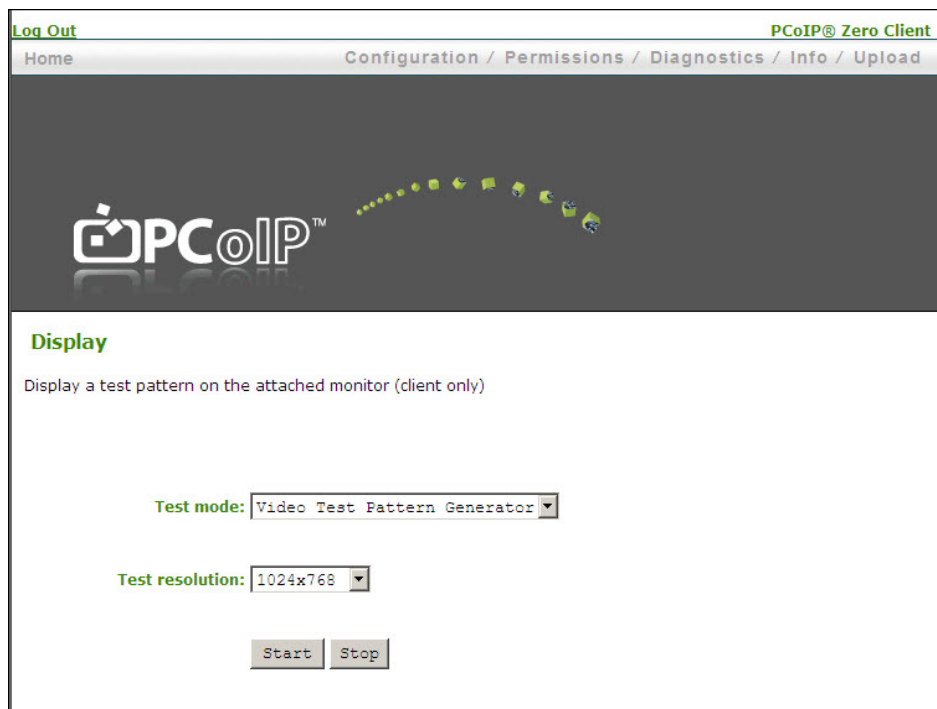 Log Out PCoIP® Zero Client
Home Configuration / Permissions / Diagnostics / Info / Upload
PCoIP™
Display
Display a test pattern on the attached monitor (client only)
Test mode: Video Test Pattern Generator
Test resolution: 1024x768
Start Stop